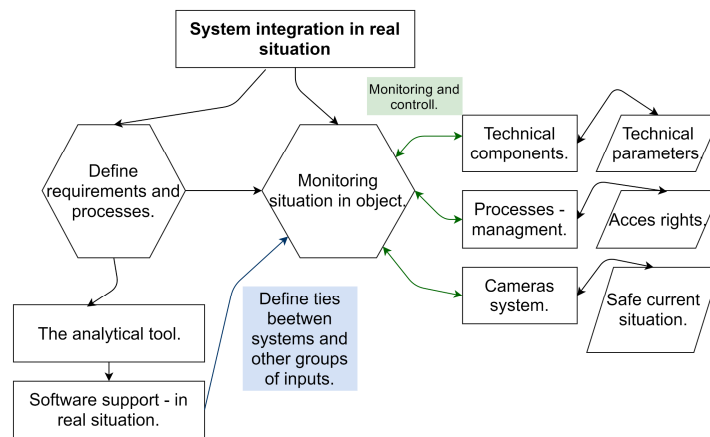 System integration in real
situation
Monitoring and
controll.
Define
requirements and
processes.
Monitoring
situation in object.
Technical
components.
Technical
parameters.
Processes -
managment.
Acces rights.
Cameras
system.
Safe current
situation.
The analytical tool.
Define ties
beetwen
systems and
other groups
of inputs.
Software support - in
real situation.